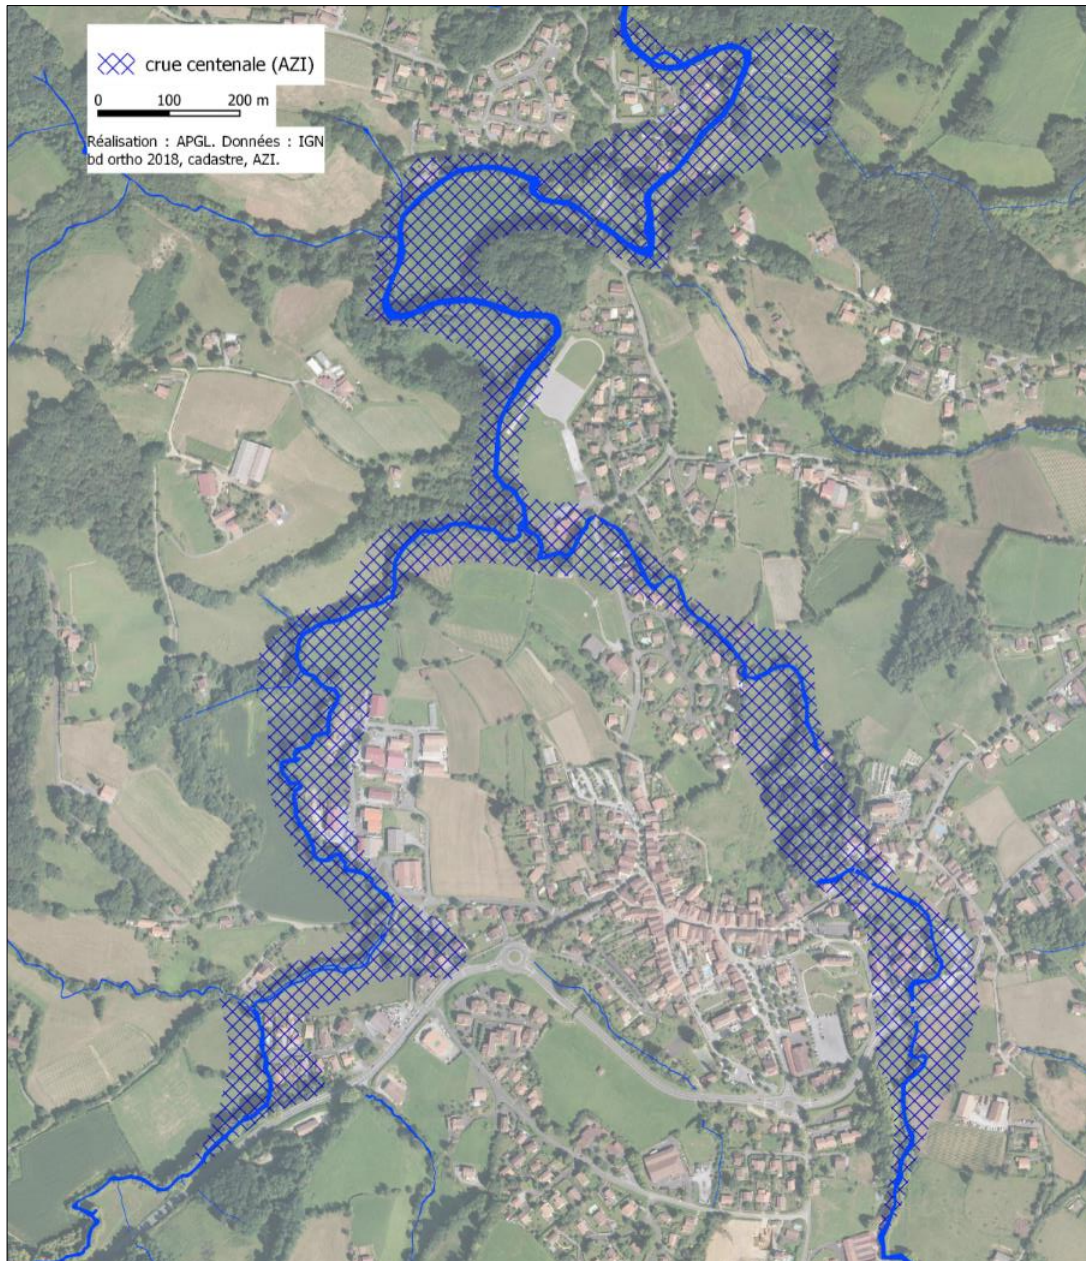 crue centenale (AZI)
0 100 200 m
Réalisation : APGL. Données : IGN
bd ortho 2018, cadastre, AZI.